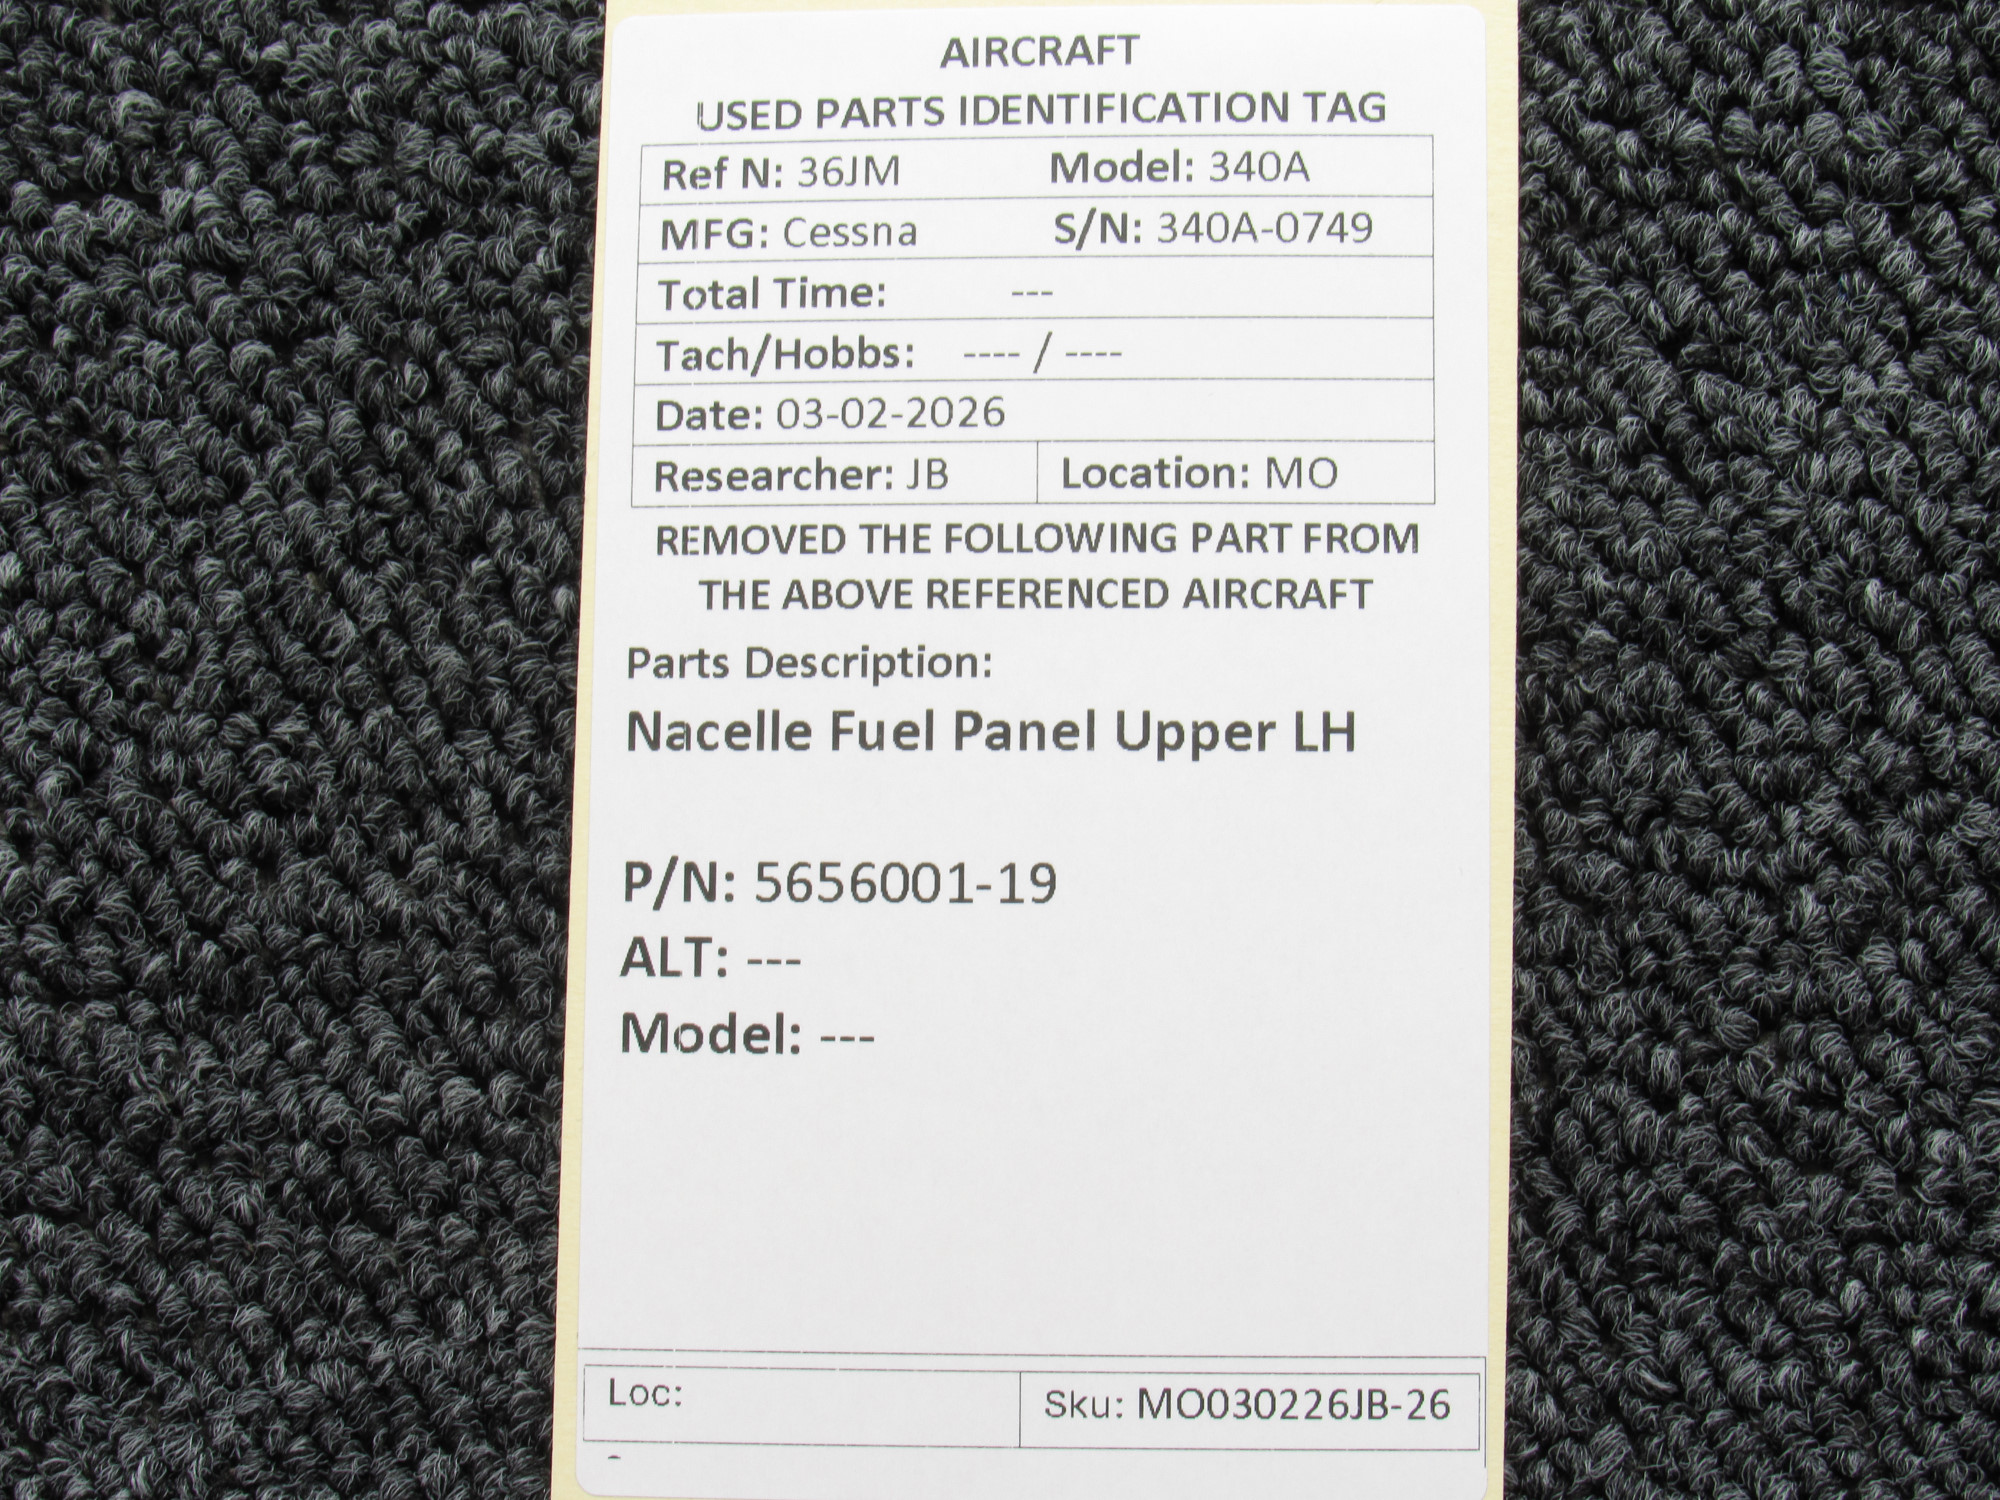 AIRCRAFT
USED PARTS IDENTIFICATION TAG
Ref N: 36JM Model: 340A
MFG: Cessna S/N: 340A-0749
Total Time: ---
Tach/Hobbs: ---- / ----
Date: 03-02-2026
Researcher: JB Location: MO
REMOVED THE FOLLOWING PART FROM
THE ABOVE REFERENCED AIRCRAFT
Parts Description:
Nacelle Fuel Panel Upper LH
P/N: 5656001-19
ALT: ---
Model: ---
Loc: Sku: MO030226JB-26